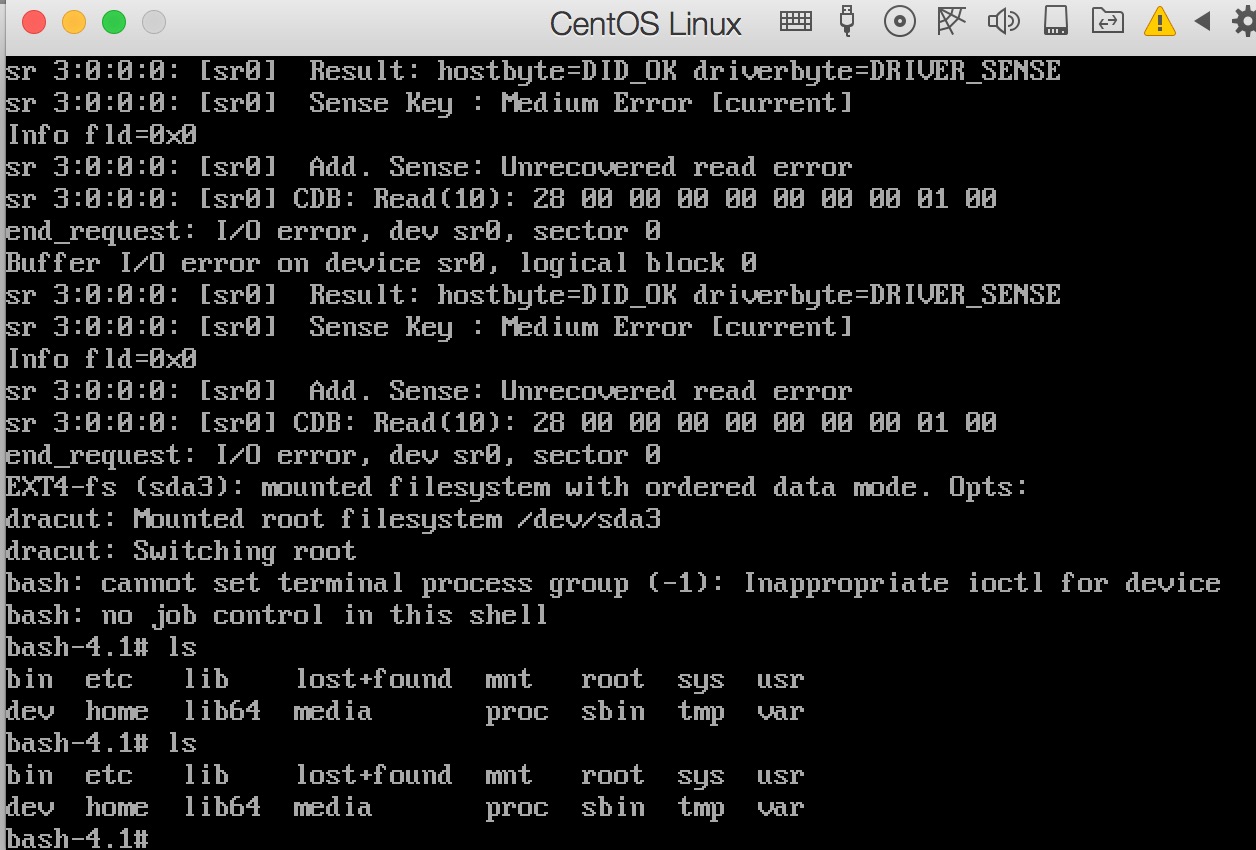 CentOS Linux
sr 3:0:0:0: [sr0]  Result: hostbyte=DID_OK driverbyte=DRIVER_SENSE
sr 3:0:0:0: [sr0]  Sense Key : Medium Error [current]
Info fld=0x0
sr 3:0:0:0: [sr0]  Add. Sense: Unrecovered read error
sr 3:0:0:0: [sr0] CDB: Read(10): 28 00 00 00 00 00 00 00 01 00
end_request: I/O error, dev sr0, sector 0
Buffer I/O error on device sr0, logical block 0
sr 3:0:0:0: [sr0]  Result: hostbyte=DID_OK driverbyte=DRIVER_SENSE
sr 3:0:0:0: [sr0]  Sense Key : Medium Error [current]
Info fld=0x0
sr 3:0:0:0: [sr0]  Add. Sense: Unrecovered read error
sr 3:0:0:0: [sr0] CDB: Read(10): 28 00 00 00 00 00 00 00 01 00
end_request: I/O error, dev sr0, sector 0
EXT4-fs (sda3): mounted filesystem with ordered data mode. Opts:
dracut: Mounted root filesystem /dev/sda3
dracut: Switching root
bash: cannot set terminal process group (-1): Inappropriate ioctl for device
bash: no job control in this shell
bash-4.1# ls
bin  etc   lib    lost+found  mnt   root  sys  usr
dev  home  lib64  media       proc  sbin  tmp  var
bash-4.1# ls
bin  etc   lib    lost+found  mnt   root  sys  usr
dev  home  lib64  media       proc  sbin  tmp  var
bash-4.1#